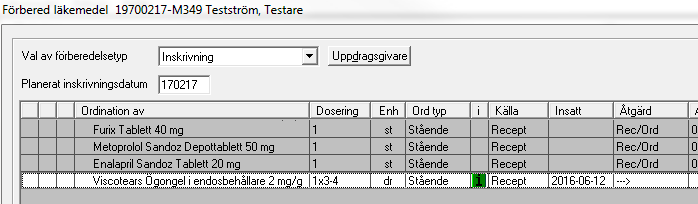 Förbered läkemedel 19700217-M349 Testström, Testare
Val av förberedelsetyp Inskrivning Uppdragsgivare
Planerat inskrivningsdatum 170217
Ordination av Dosering Enh Ord typ i Källa Insatt Åtgärd A
Furix Tablett 40 mg 1 st Stående Recept Rec/Ord 0
Metoprolol Sandoz Depottablett 50 mg 1 st Stående Recept Rec/Ord 0
Enalapril Sandoz Tablett 20 mg 1 st Stående Recept Rec/Ord 0
Viscotears Ögongel i endosbehållare 2 mg/g 1x3-4 dr Stående i Recept 2016-06-12 --->